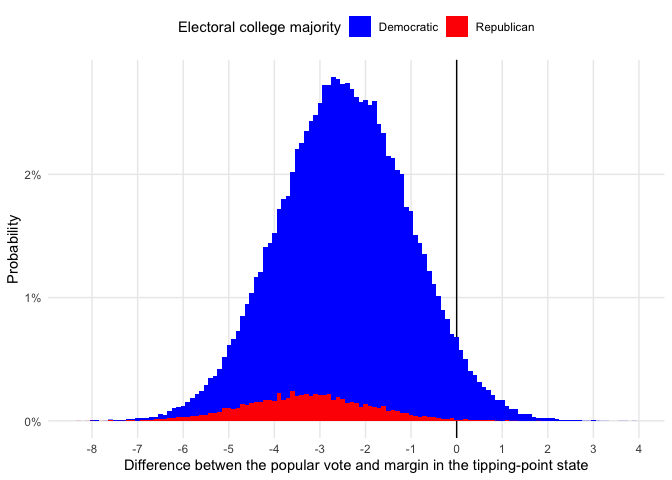 Electoral college majority Democratic Republican
2%
Probability
1%
0%
-8 -7 -6 -5 -4 -3 -2 -1 0 1 2 3 4
Difference betwen the popular vote and margin in the tipping-point state